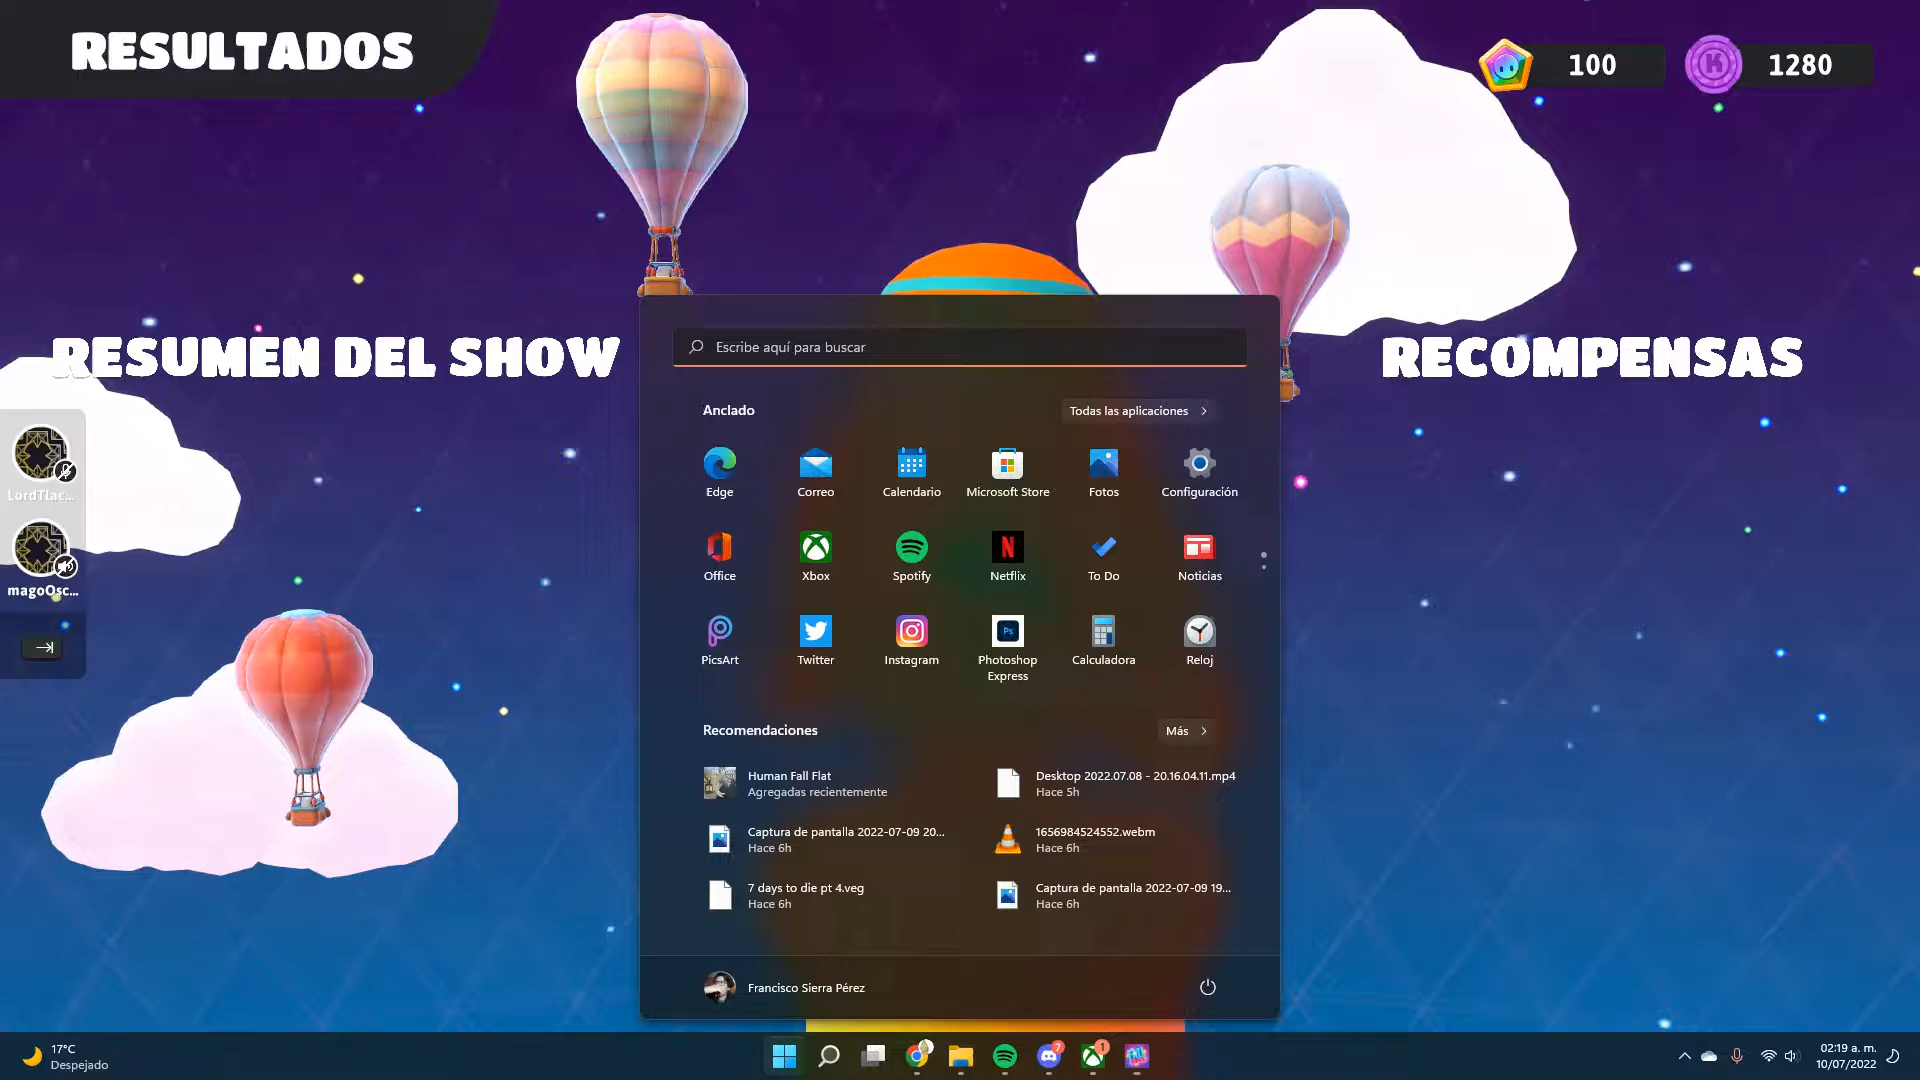 RESULTADOS
100
1280
RESUMEN DEL SHOW
RECOMPENSAS
LordTlac...
magoOsc...
Escribe aquí para buscar
Anclado
Todas las aplicaciones
Edge
Correo
Calendario
Microsoft Store
Fotos
Configuración
Office
Xbox
Spotify
Netflix
To Do
Noticias
PicsArt
Twitter
Instagram
Photoshop
Express
Calculadora
Reloj
Recomendaciones
Más
Human Fall Flat
Agregadas recientemente
Desktop 2022.07.08 - 20.16.04.11.mp4
Hace 5h
Captura de pantalla 2022-07-09 20...
Hace 6h
1656984524552.webm
Hace 6h
7 days to die pt 4.veg
Hace 6h
Captura de pantalla 2022-07-09 19...
Hace 6h
Francisco Sierra Pérez
17°C
Despejado
7
1
02:19 a. m.
10/07/2022